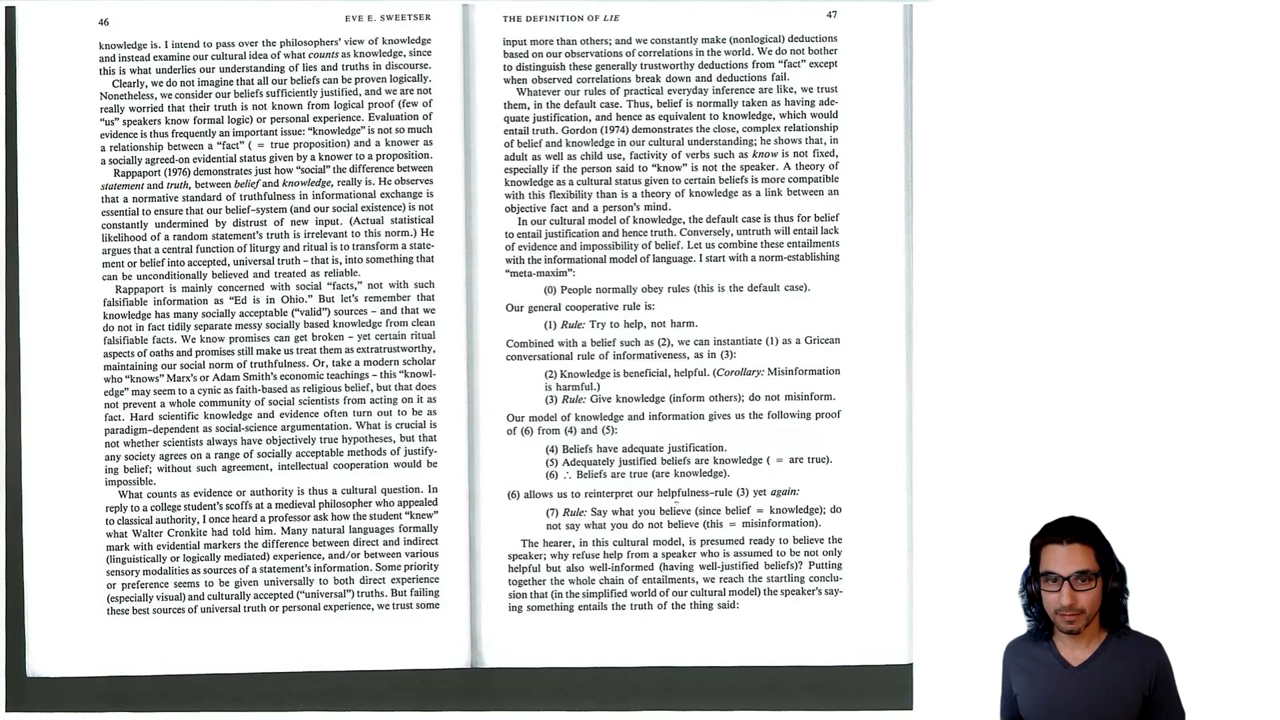 46
EVE E. SWEETSER
knowledge is. I intend to pass over the philosophers' view of knowledge
and instead examine our cultural idea of what counts as knowledge, since
this is what underlies our understanding of lies and truths in discourse.
Clearly, we do not imagine that all our beliefs can be proven logically.
Nonetheless, we consider our beliefs sufficiently justified, and we are not
really worried that their truth is not known from logical proof (few of
"us" speakers know formal logic) or personal experience. Evaluation of
evidence is thus frequently an important issue: "knowledge" is not so much
a relationship between a "fact" ( = true proposition) and a knower as
a socially agreed-on evidential status given by a knower to a proposition.
Rappaport (1976) demonstrates just how "social" the difference between
statement and truth, between belief and knowledge, really is. He observes
that a normative standard of truthfulness in informational exchange is
essential to ensure that our belief-system (and our social existence) is not
constantly undermined by distrust of new input. (Actual statistical
likelihood of a random statement's truth is irrelevant to this norm.) He
argues that a central function of liturgy and ritual is to transform a state-
ment or belief into accepted, universal truth – that is, into something that
can be unconditionally believed and treated as reliable.
Rappaport is mainly concerned with social "facts," not with such
falsifiable information as "Ed is in Ohio." But let's remember that
knowledge has many socially acceptable ("valid") sources – and that we
do not in fact tidily separate messy socially based knowledge from clean
falsifiable facts. We know promises can get broken – yet certain ritual
aspects of oaths and promises still make us treat them as extratrustworthy,
maintaining our social norm of truthfulness. Or, take a modern scholar
who "knows" Marx's or Adam Smith's economic teachings – this "knowl-
edge" may seem to a cynic as faith-based as religious belief, but that does
not prevent a whole community of social scientists from acting on it as
fact. Hard scientific knowledge and evidence often turn out to be as
paradigm-dependent as social-science argumentation. What is crucial is
not whether scientists always have objectively true hypotheses, but that
any society agrees on a range of socially acceptable methods of justify-
ing belief; without such agreement, intellectual cooperation would be
impossible.
What counts as evidence or authority is thus a cultural question. In
reply to a college student's scoffs at a medieval philosopher who appealed
to classical authority, I once heard a professor ask how the student "knew"
what Walter Cronkite had told him. Many natural languages formally
mark with evidential markers the difference between direct and indirect
(linguistically or logically mediated) experience, and/or between various
sensory modalities as sources of a statement's information. Some priority
or preference seems to be given universally to both direct experience
(especially visual) and culturally accepted ("universal") truths. But failing
these best sources of universal truth or personal experience, we trust some
THE DEFINITION OF LIE
47
input more than others; and we constantly make (nonlogical) deductions
based on our observations of correlations in the world. We do not bother
to distinguish these generally trustworthy deductions from "fact" except
when observed correlations break down and deductions fail.
Whatever our rules of practical everyday inference are like, we trust
them, in the default case. Thus, belief is normally taken as having ade-
quate justification, and hence as equivalent to knowledge, which would
entail truth. Gordon (1974) demonstrates the close, complex relationship
of belief and knowledge in our cultural understanding; he shows that, in
adult as well as child use, factivity of verbs such as know is not fixed,
especially if the person said to "know" is not the speaker. A theory of
knowledge as a cultural status given to certain beliefs is more compatible
with this flexibility than is a theory of knowledge as a link between an
objective fact and a person's mind.
In our cultural model of knowledge, the default case is thus for belief
to entail justification and hence truth. Conversely, untruth will entail lack
of evidence and impossibility of belief. Let us combine these entailments
with the informational model of language. I start with a norm-establishing
"meta-maxim":
(0) People normally obey rules (this is the default case).
Our general cooperative rule is:
(1) Rule: Try to help, not harm.
Combined with a belief such as (2), we can instantiate (1) as a Gricean
conversational rule of informativeness, as in (3):
(2) Knowledge is beneficial, helpful. (Corollary: Misinformation
is harmful.)
(3) Rule: Give knowledge (inform others); do not misinform.
Our model of knowledge and information gives us the following proof
of (6) from (4) and (5):
(4) Beliefs have adequate justification.
(5) Adequately justified beliefs are knowledge ( = are true).
(6) ∴ Beliefs are true (are knowledge).
(6) allows us to reinterpret our helpfulness-rule (3) yet again:
(7) Rule: Say what you believe (since belief = knowledge); do
not say what you do not believe (this = misinformation).
The hearer, in this cultural model, is presumed ready to believe the
speaker; why refuse help from a speaker who is assumed to be not only
helpful but also well-informed (having well-justified beliefs)? Putting
together the whole chain of entailments, we reach the startling conclu-
sion that (in the simplified world of our cultural model) the speaker's say-
ing something entails the truth of the thing said: